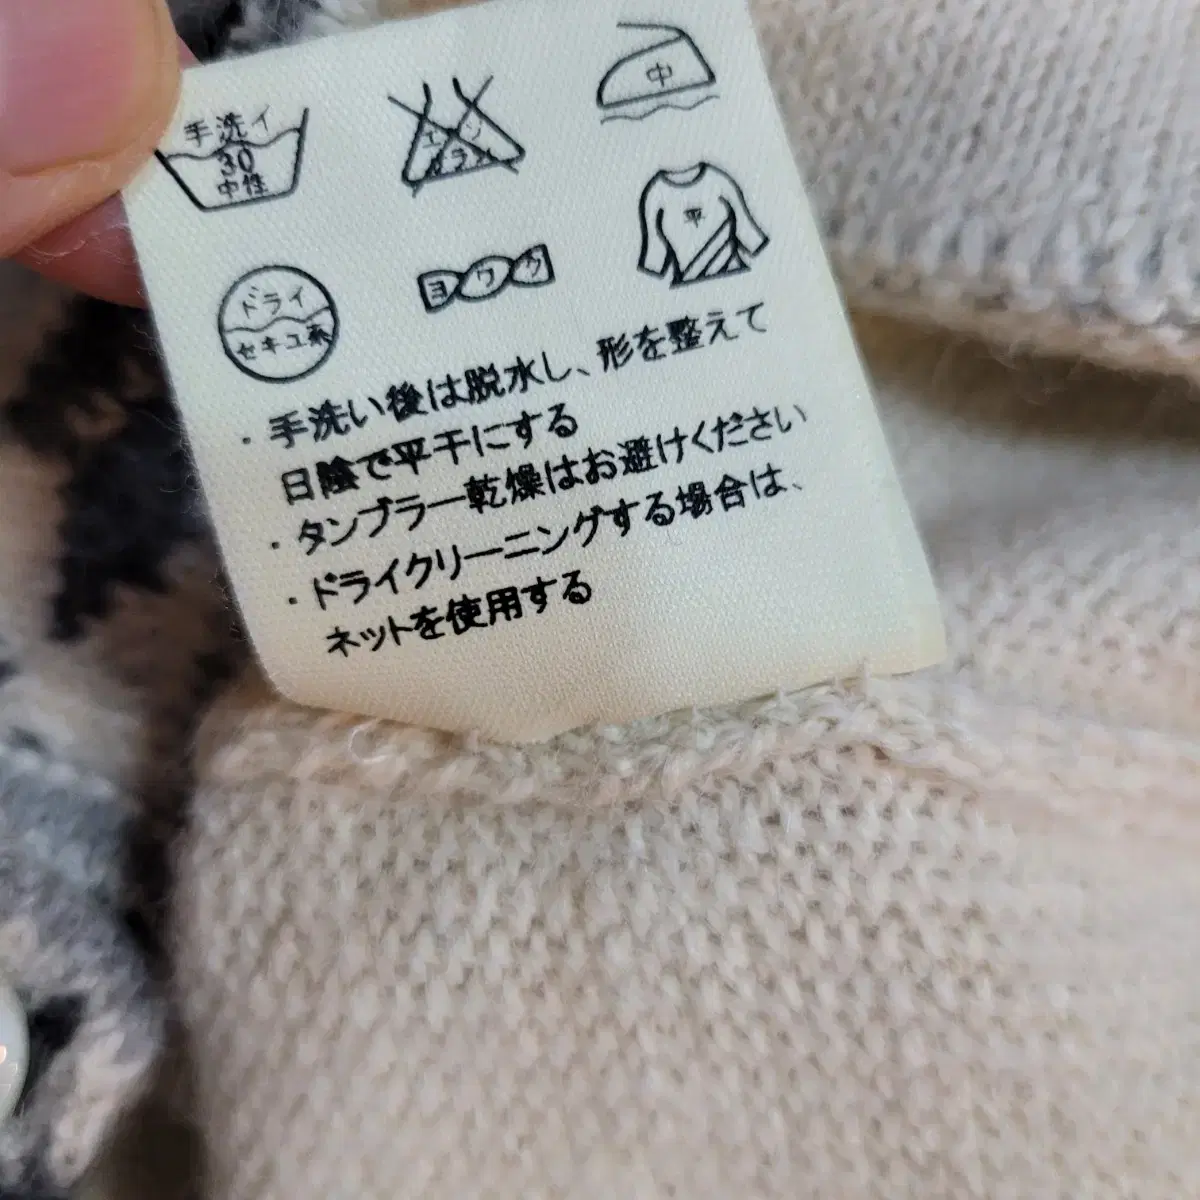 手洗イ
30
中性
エンソ
サラシ
中
ドライ
セキユ系
ヨワク
平
・手洗い後は脱水し、形を整えて
日陰で平干にする
・タンブラー乾燥はお避けください
・ドライクリーニングする場合は、
ネットを使用する